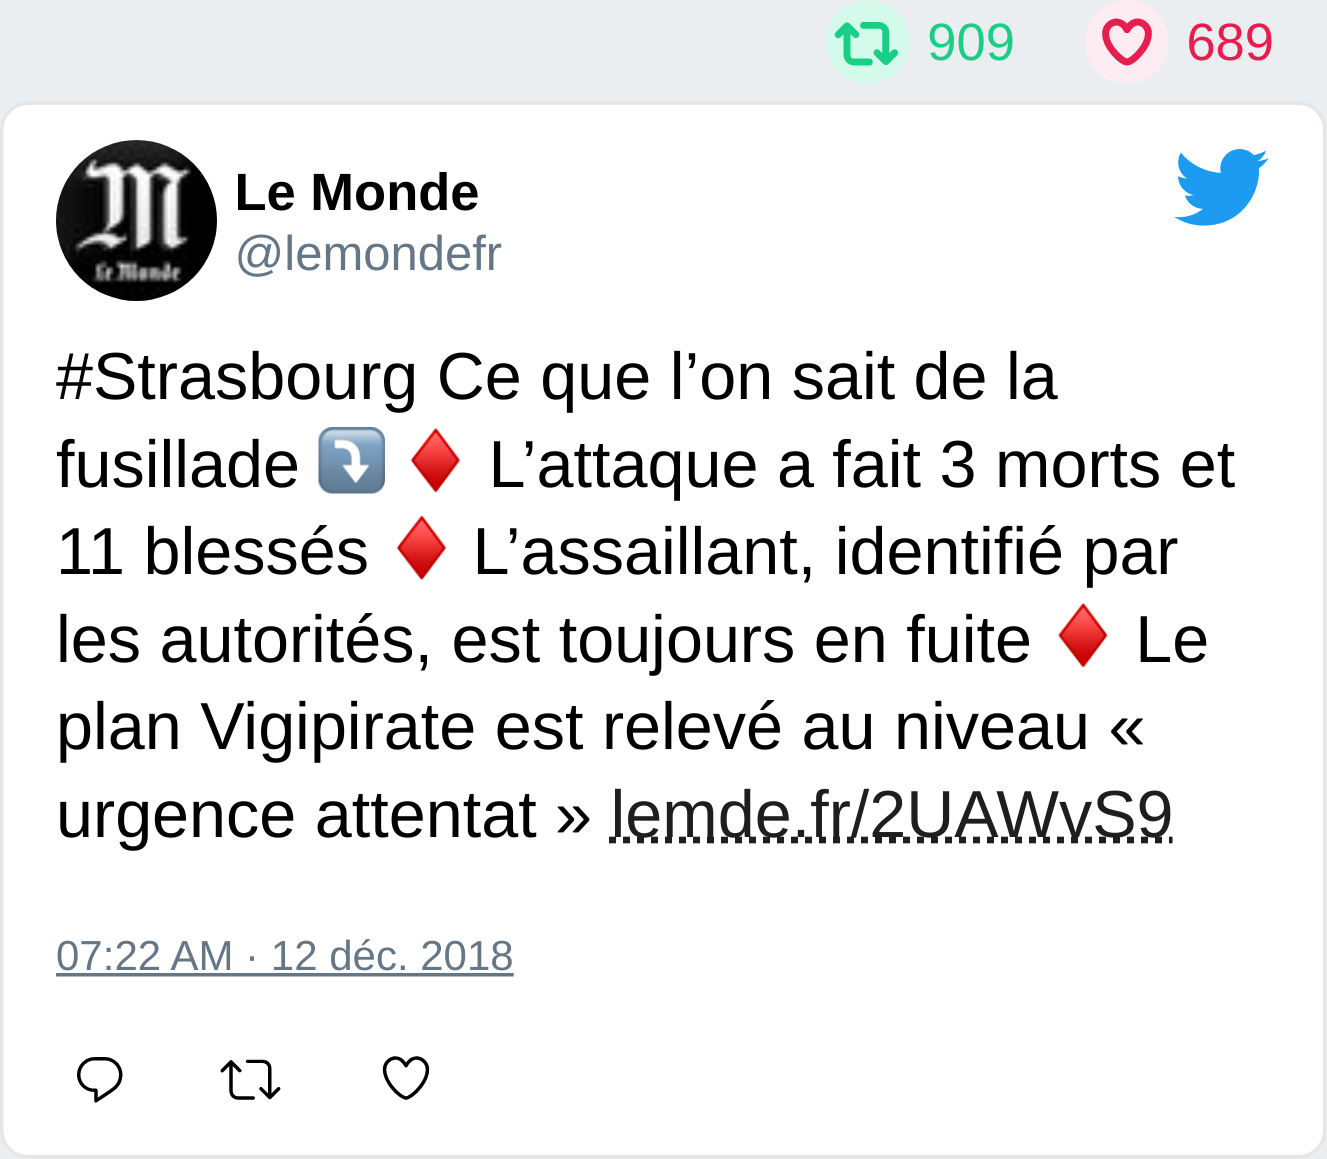 909 689
Le Monde
Le Monde
@lemondefr
#Strasbourg Ce que l’on sait de la
fusillade ⤵️ ♦️ L’attaque a fait 3 morts et
11 blessés ♦️ L’assaillant, identifié par
les autorités, est toujours en fuite ♦️ Le
plan Vigipirate est relevé au niveau «
urgence attentat » lemde.fr/2UAWvS9
07:22 AM · 12 déc. 2018